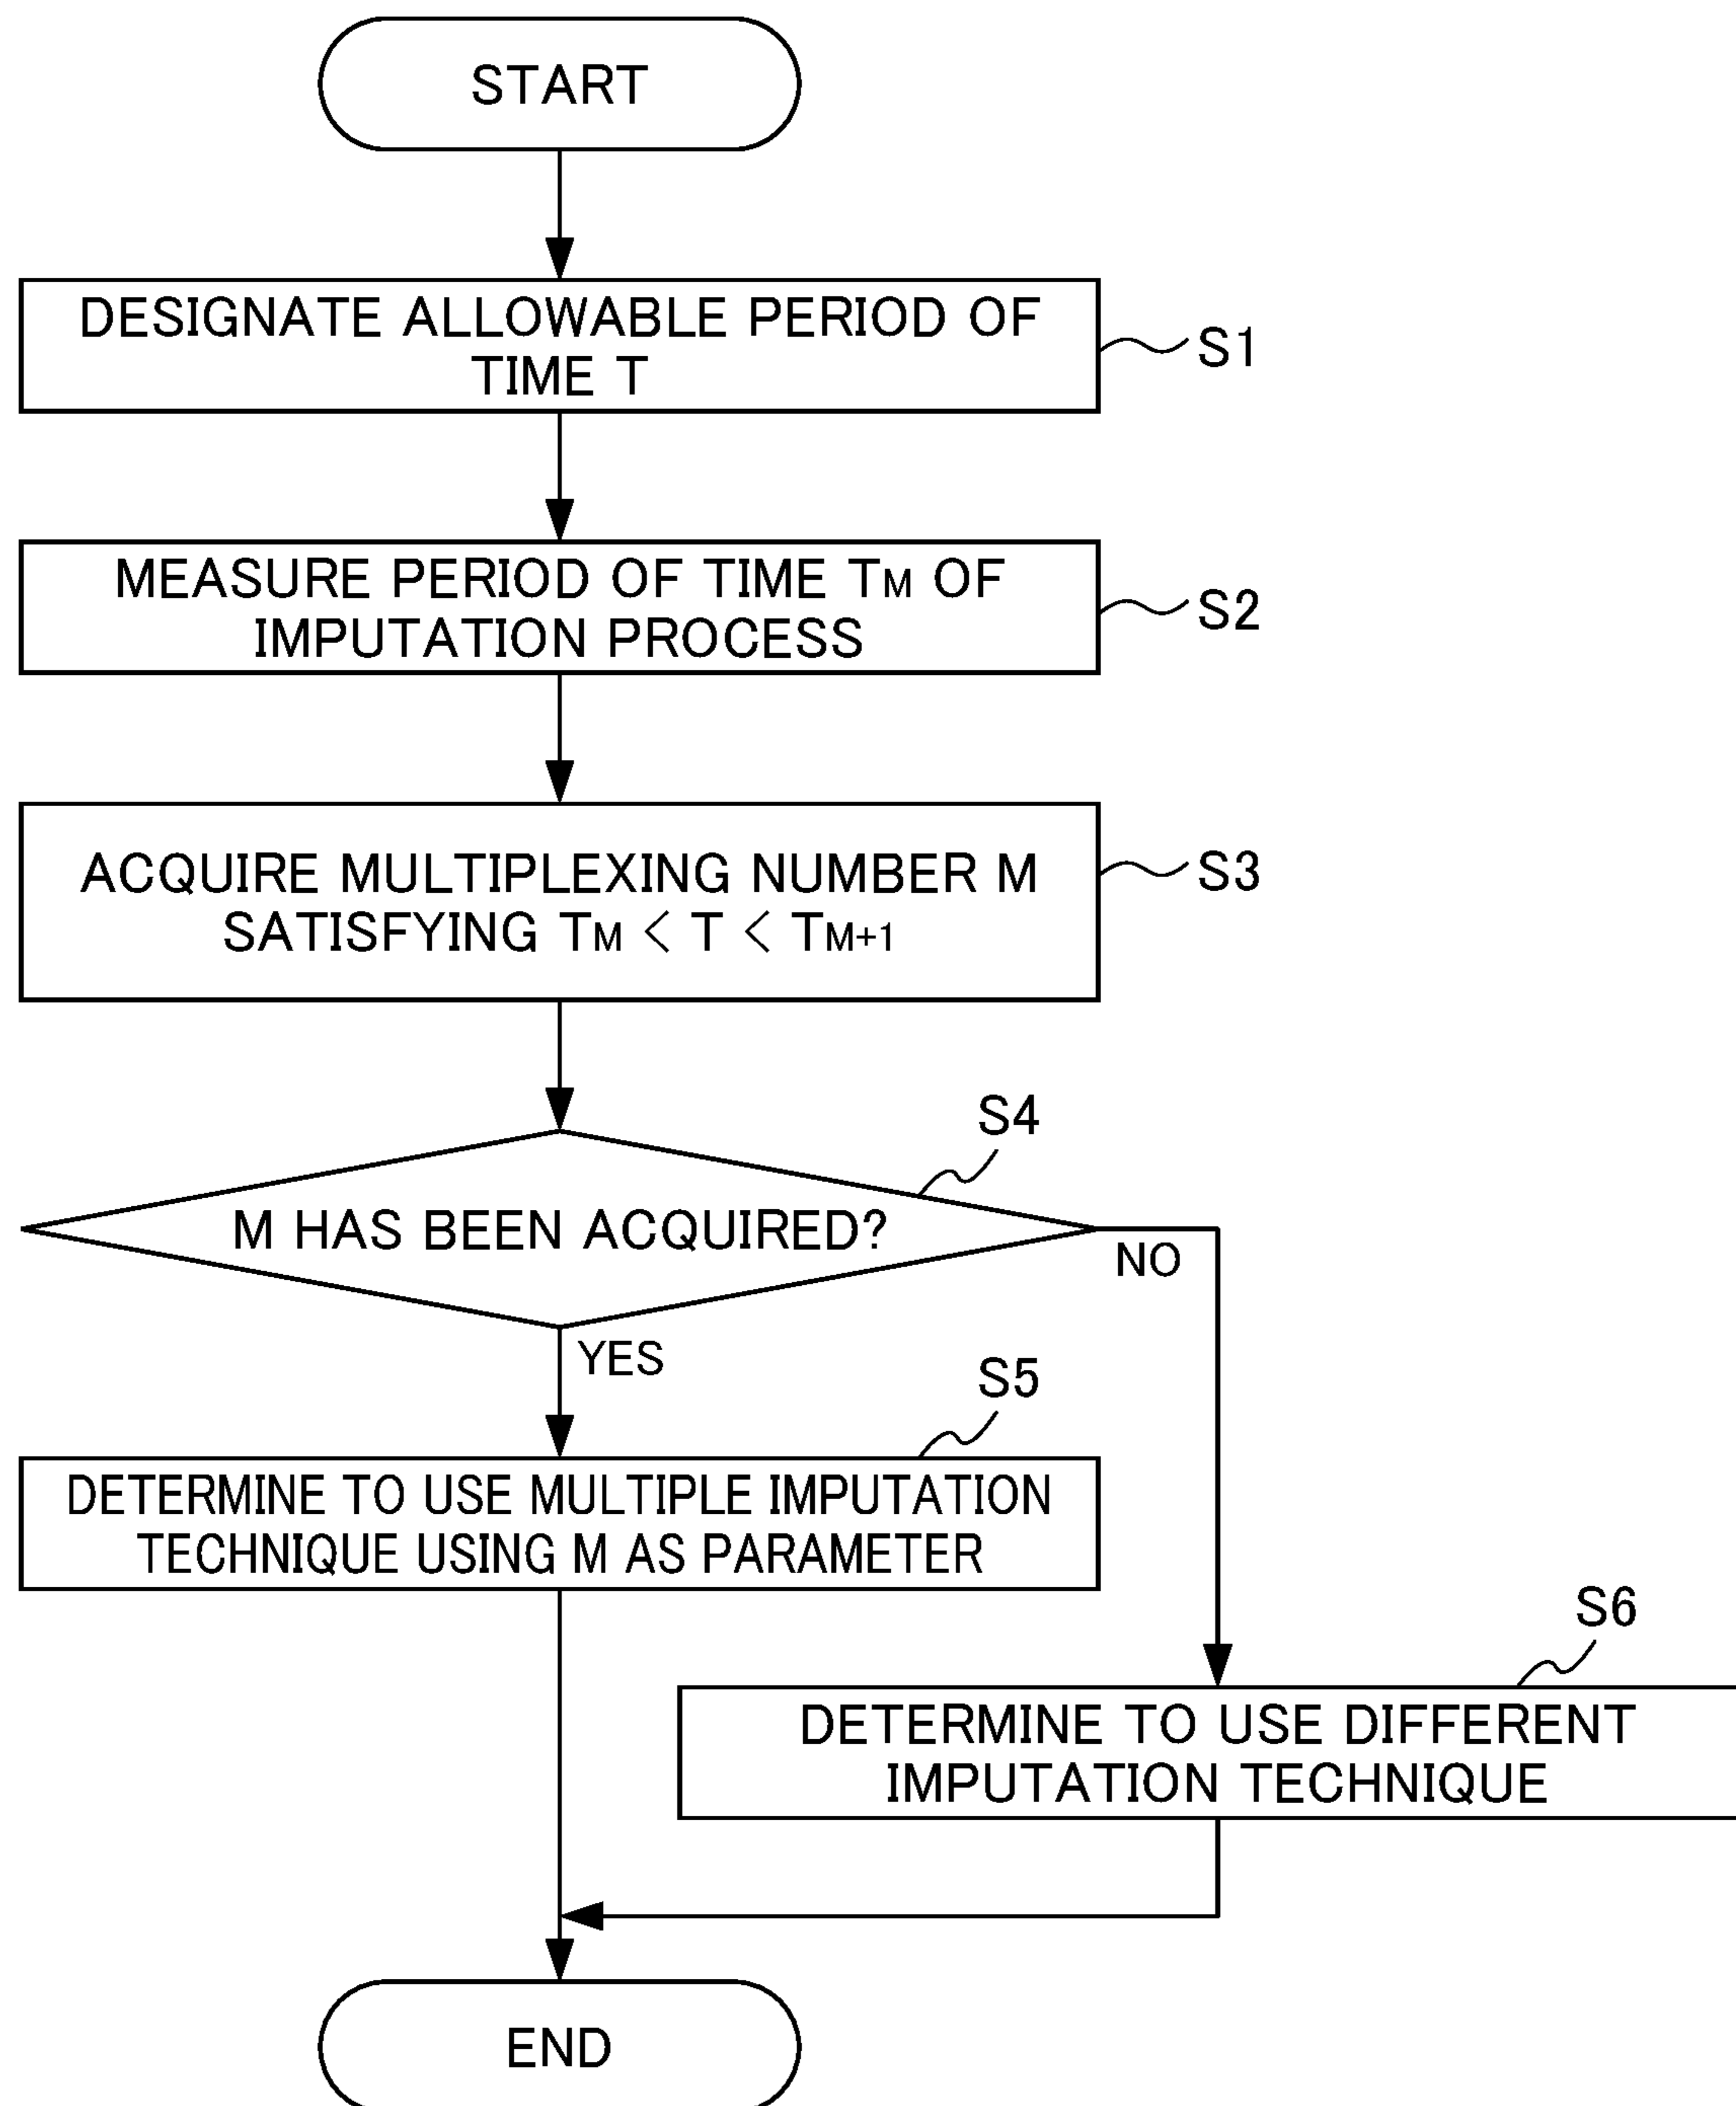 START
DESIGNATE ALLOWABLE PERIOD OF
TIME T
S1
MEASURE PERIOD OF TIME TM OF
IMPUTATION PROCESS
S2
ACQUIRE MULTIPLEXING NUMBER M
SATISFYING TM < T < TM+1
S3
S4
M HAS BEEN ACQUIRED?
NO
YES
S5
DETERMINE TO USE MULTIPLE IMPUTATION
TECHNIQUE USING M AS PARAMETER
S6
DETERMINE TO USE DIFFERENT
IMPUTATION TECHNIQUE
END